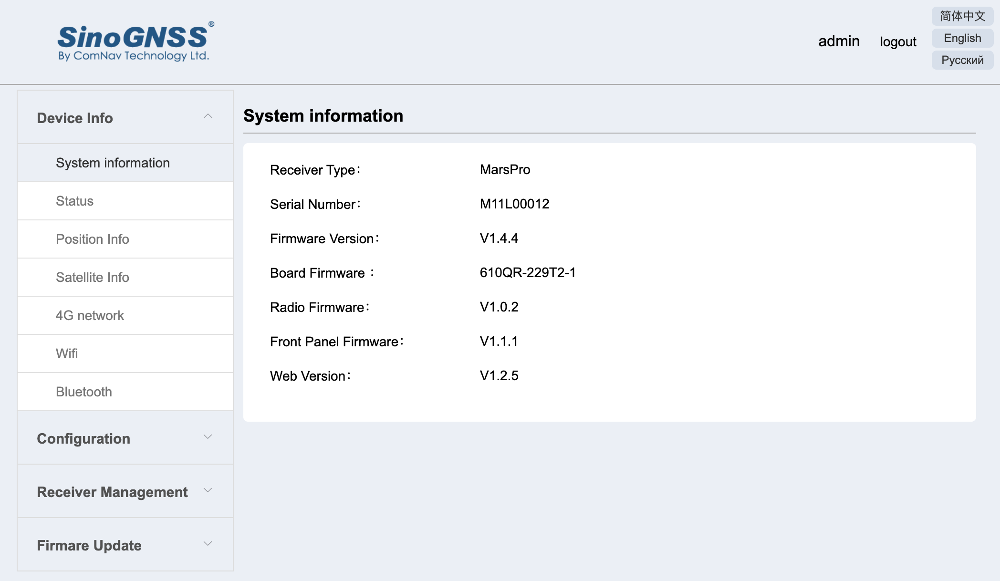 SinoGNSS®
By ComNav Technology Ltd.
admin
logout
简体中文
English
Русский
Device Info
System information
Status
Position Info
Satellite Info
4G network
Wifi
Bluetooth
Configuration
Receiver Management
Firmare Update
System information
Receiver Type： MarsPro
Serial Number： M11L00012
Firmware Version： V1.4.4
Board Firmware ： 610QR-229T2-1
Radio Firmware： V1.0.2
Front Panel Firmware： V1.1.1
Web Version： V1.2.5